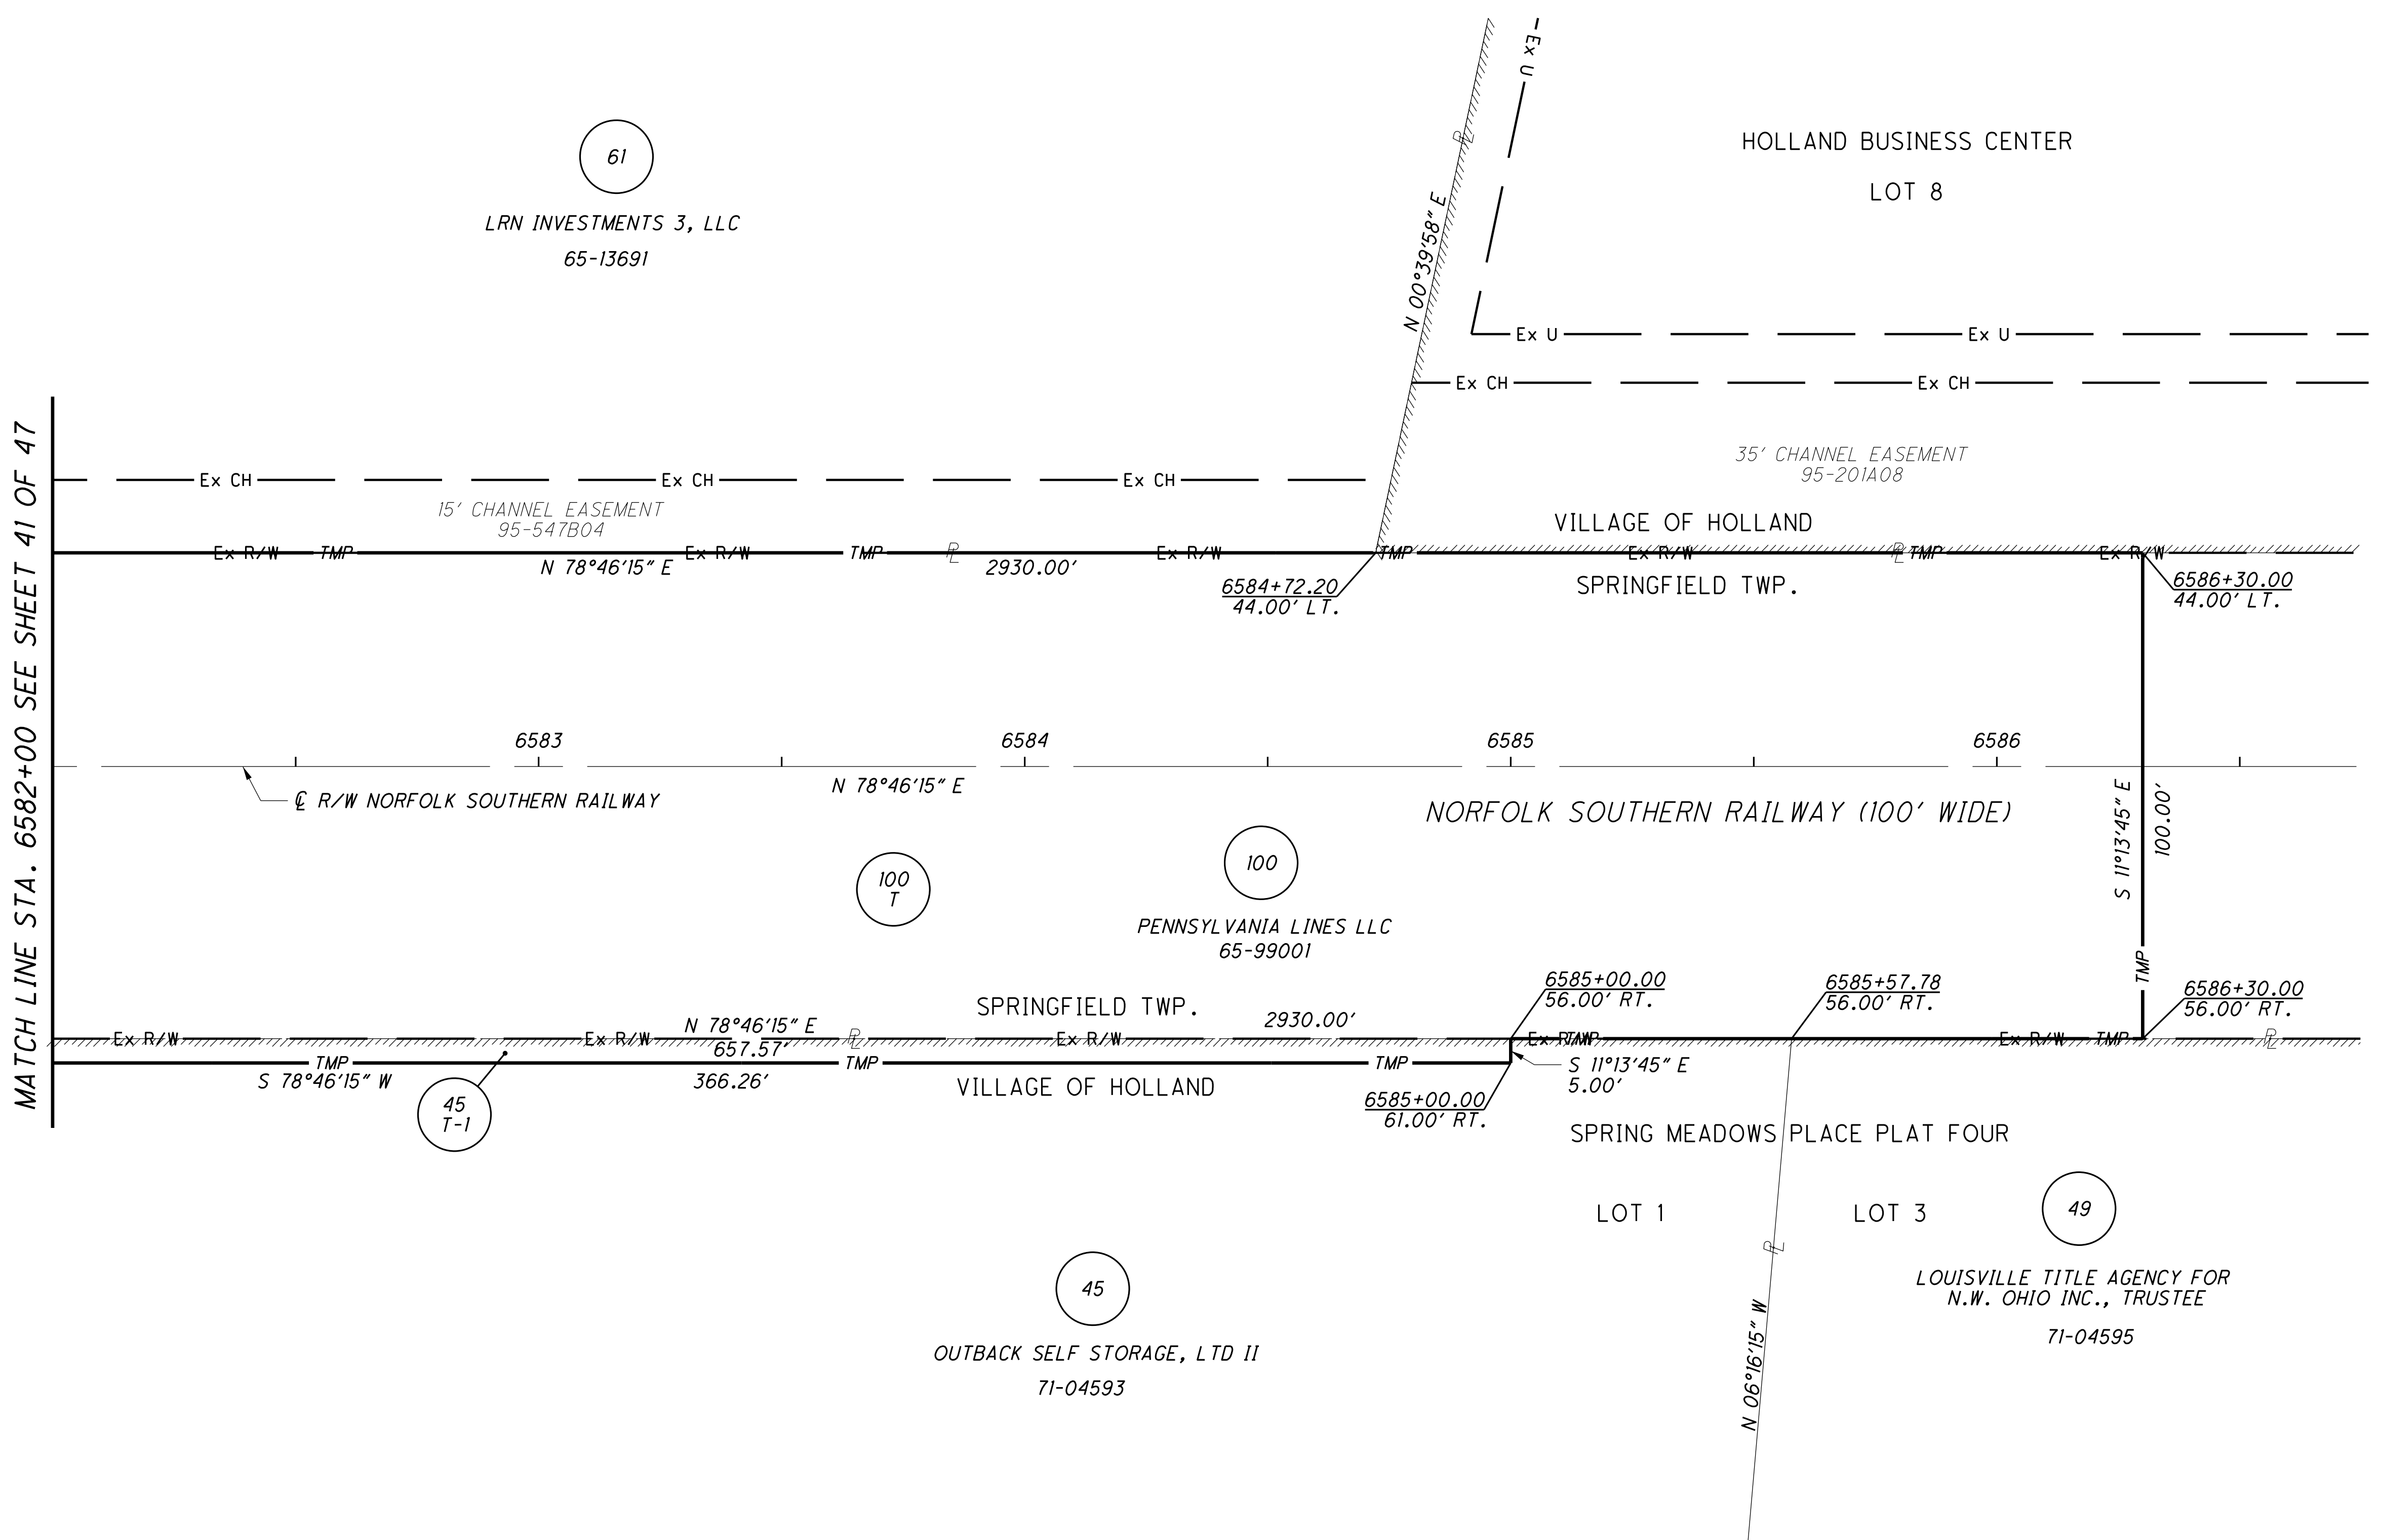 Ex U
HOLLAND BUSINESS CENTER
LOT 8
61
LRN INVESTMENTS 3, LLC
65-13691
PL
N 00°39'58" E
Ex U
Ex U
Ex CH
Ex CH
35' CHANNEL EASEMENT
95-201A08
Ex CH
Ex CH
Ex CH
15' CHANNEL EASEMENT
95-547B04
VILLAGE OF HOLLAND
Ex R/W
TMP
Ex R/W
TMP
PL
Ex R/W
TMP
Ex R/W
PL
TMP
Ex R/W
N 78°46'15" E
2930.00'
6584+72.20
44.00' LT.
SPRINGFIELD TWP.
6586+30.00
44.00' LT.
MATCH LINE STA. 6582+00 SEE SHEET 41 OF 47
6583
6584
6585
6586
N 78°46'15" E
CL R/W NORFOLK SOUTHERN RAILWAY
NORFOLK SOUTHERN RAILWAY (100' WIDE)
S 11°13'45" E
100.00'
100
T
100
PENNSYLVANIA LINES LLC
65-99001
TMP
SPRINGFIELD TWP.
6585+00.00
56.00' RT.
6585+57.78
56.00' RT.
6586+30.00
56.00' RT.
N 78°46'15" E
2930.00'
Ex R/W
Ex R/W
PL
Ex R/W
Ex R/W
TMP
Ex R/W
TMP
PL
657.57'
TMP
TMP
TMP
S 78°46'15" W
366.26'
VILLAGE OF HOLLAND
S 11°13'45" E
5.00'
45
T-1
6585+00.00
61.00' RT.
SPRING MEADOWS PLACE PLAT FOUR
LOT 1
LOT 3
49
PL
LOUISVILLE TITLE AGENCY FOR
N.W. OHIO INC., TRUSTEE
71-04595
45
OUTBACK SELF STORAGE, LTD II
71-04593
N 06°16'15" W